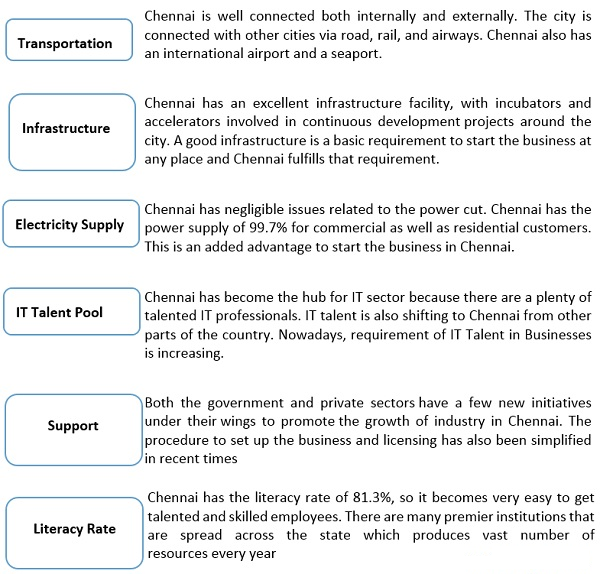 Transportation
Chennai is well connected both internally and externally. The city is
connected with other cities via road, rail, and airways. Chennai also has
an international airport and a seaport.
Infrastructure
Chennai has an excellent infrastructure facility, with incubators and
accelerators involved in continuous development projects around the
city. A good infrastructure is a basic requirement to start the business at
any place and Chennai fulfills that requirement.
Electricity Supply
Chennai has negligible issues related to the power cut. Chennai has the
power supply of 99.7% for commercial as well as residential customers.
This is an added advantage to start the business in Chennai.
IT Talent Pool
Chennai has become the hub for IT sector because there are a plenty of
talented IT professionals. IT talent is also shifting to Chennai from other
parts of the country. Nowadays, requirement of IT Talent in Businesses
is increasing.
Support
Both the government and private sectors have a few new initiatives
under their wings to promote the growth of industry in Chennai. The
procedure to set up the business and licensing has also been simplified
in recent times
Literacy Rate
Chennai has the literacy rate of 81.3%, so it becomes very easy to get
talented and skilled employees. There are many premier institutions that
are spread across the state which produces vast number of
resources every year